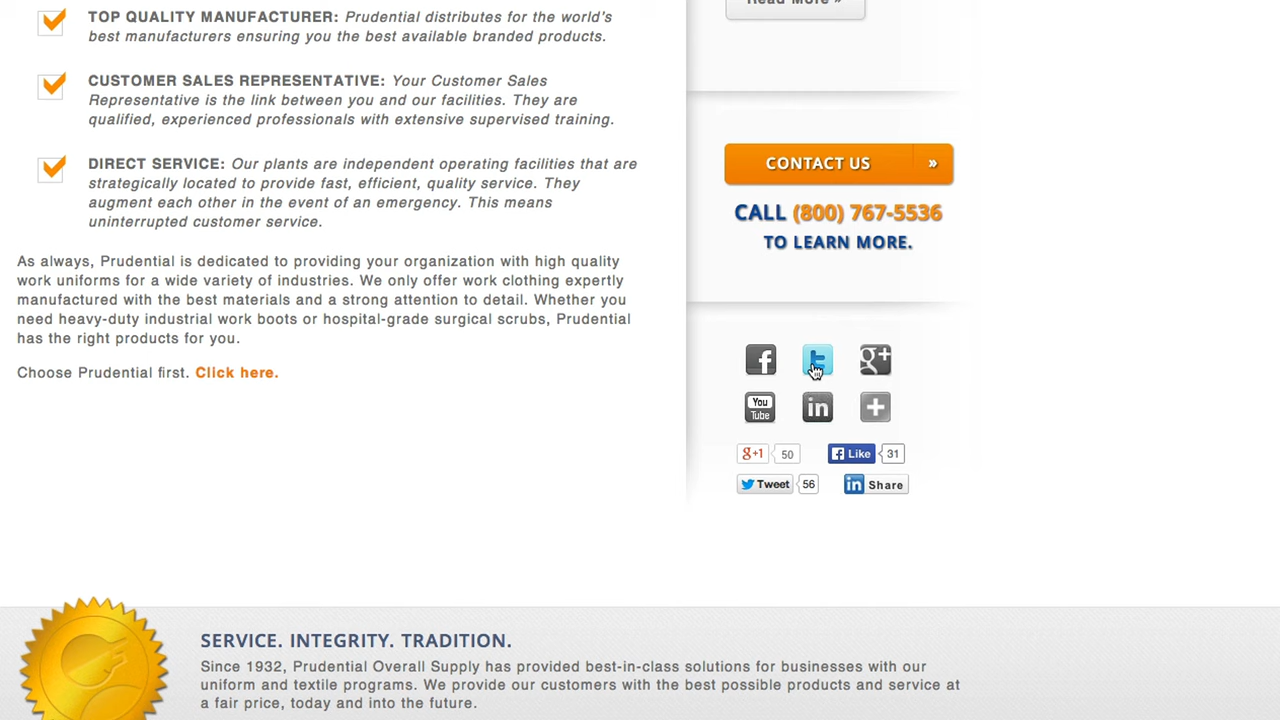 TOP QUALITY MANUFACTURER: Prudential distributes for the world's
best manufacturers ensuring you the best available branded products.
CUSTOMER SALES REPRESENTATIVE: Your Customer Sales
Representative is the link between you and our facilities. They are
qualified, experienced professionals with extensive supervised training.
DIRECT SERVICE: Our plants are independent operating facilities that are
strategically located to provide fast, efficient, quality service. They
augment each other in the event of an emergency. This means
uninterrupted customer service.
As always, Prudential is dedicated to providing your organization with high quality
work uniforms for a wide variety of industries. We only offer work clothing expertly
manufactured with the best materials and a strong attention to detail. Whether you
need heavy-duty industrial work boots or hospital-grade surgical scrubs, Prudential
has the right products for you.
Choose Prudential first. Click here.
Read More »
CONTACT US »
CALL (800) 767-5536
TO LEARN MORE.
f t g+
You
Tube in +
g+1 50 f Like 31
Tweet 56 in Share
SERVICE. INTEGRITY. TRADITION.
Since 1932, Prudential Overall Supply has provided best-in-class solutions for businesses with our
uniform and textile programs. We provide our customers with the best possible products and service at
a fair price, today and into the future.